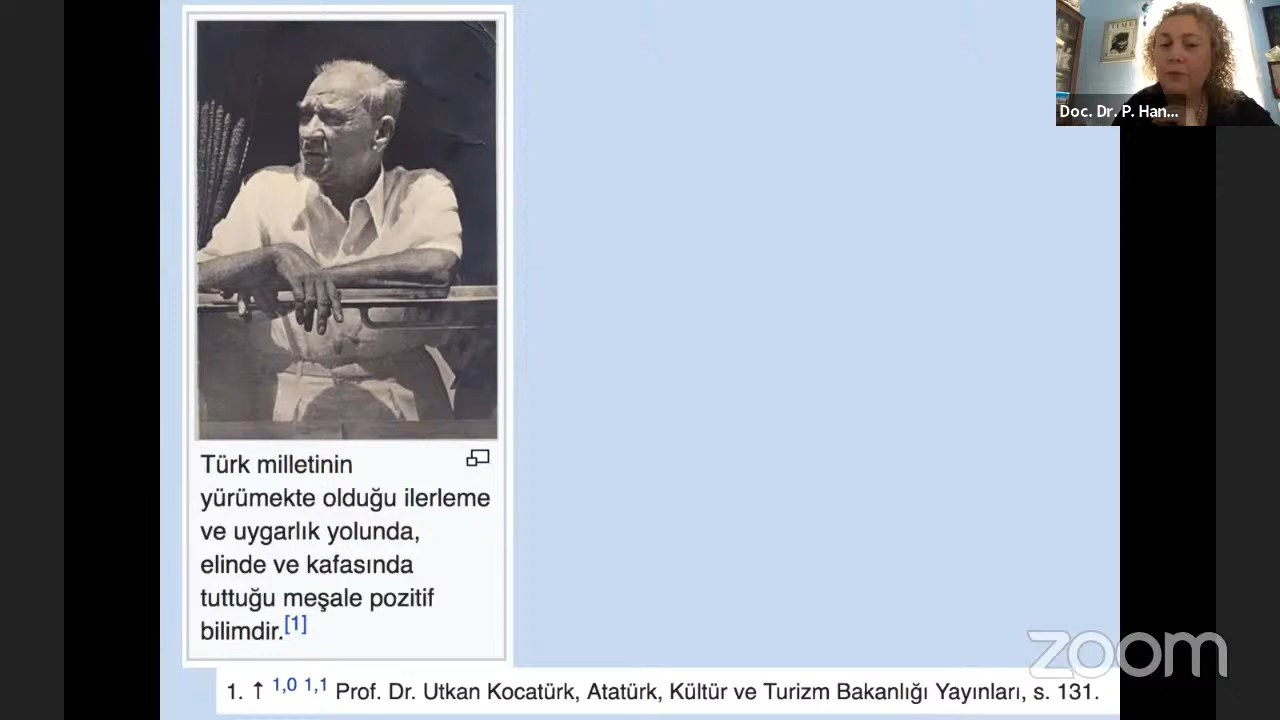 TIME
Doc. Dr. P. Han...
Türk milletinin
yürümekte olduğu ilerleme
ve uygarlık yolunda,
elinde ve kafasında
tuttuğu meşale pozitif
bilimdir.[1]
zoom
1. ↑ 1,0 1,1 Prof. Dr. Utkan Kocatürk, Atatürk, Kültür ve Turizm Bakanlığı Yayınları, s. 131.